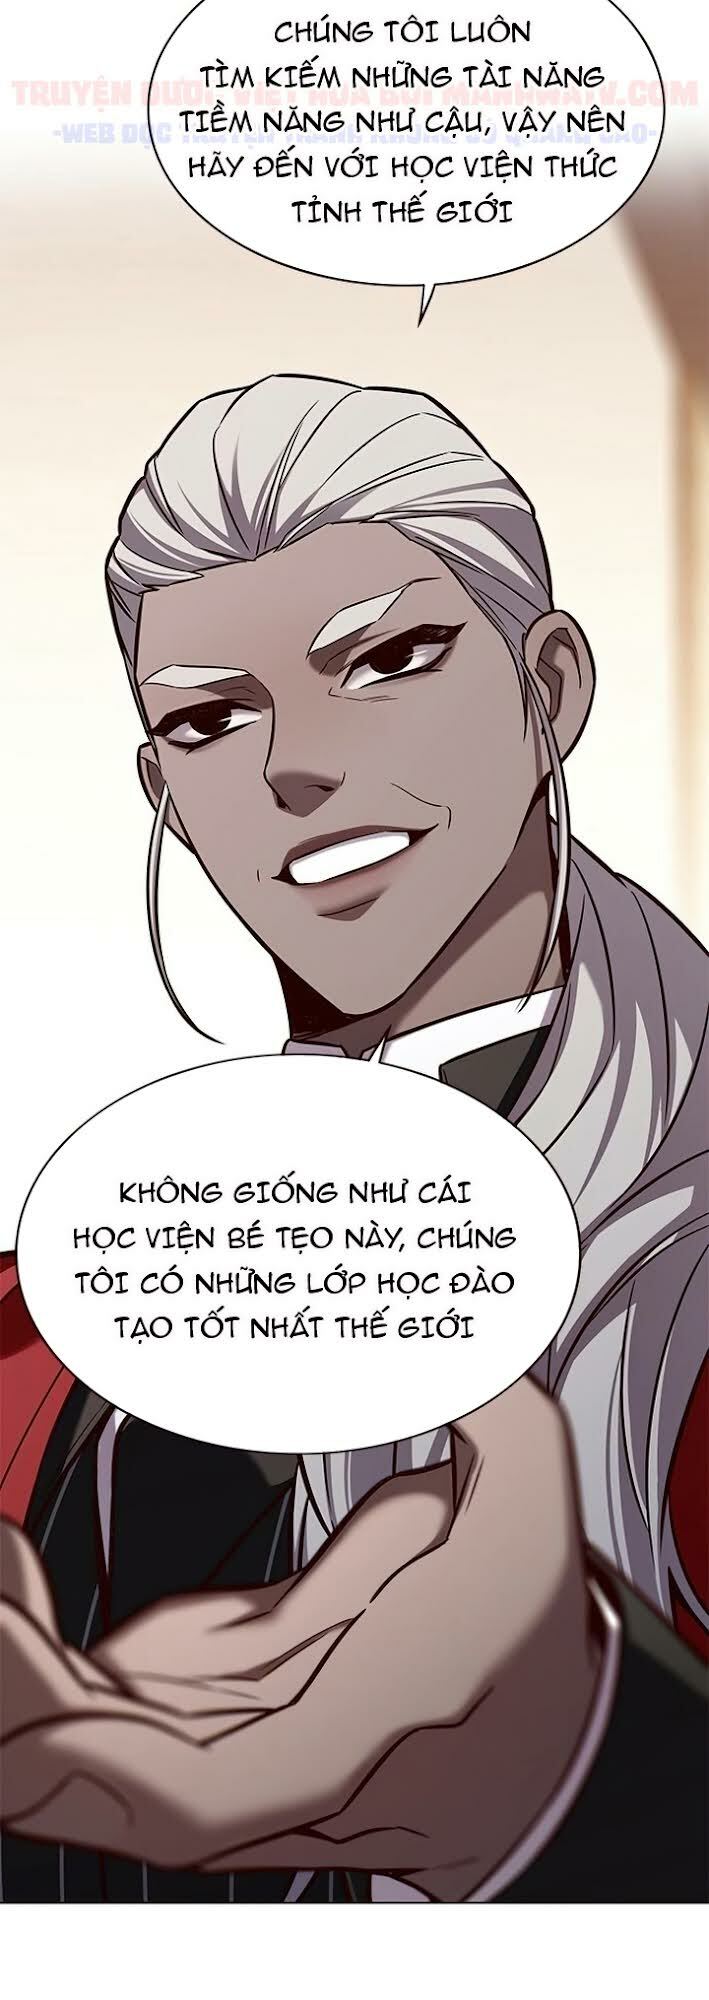 CHÚNG TÔI LUÔN
TÌM KIẾM NHỮNG TÀI NĂNG
TIỀM NĂNG NHƯ CẬU, VẬY NÊN
HÃY ĐẾN VỚI HỌC VIỆN THỨC
TỈNH THẾ GIỚI
KHÔNG GIỐNG NHƯ CÁI
HỌC VIỆN BÉ TẸO NÀY, CHÚNG
TÔI CÓ NHỮNG LỚP HỌC ĐÀO
TẠO TỐT NHẤT THẾ GIỚI